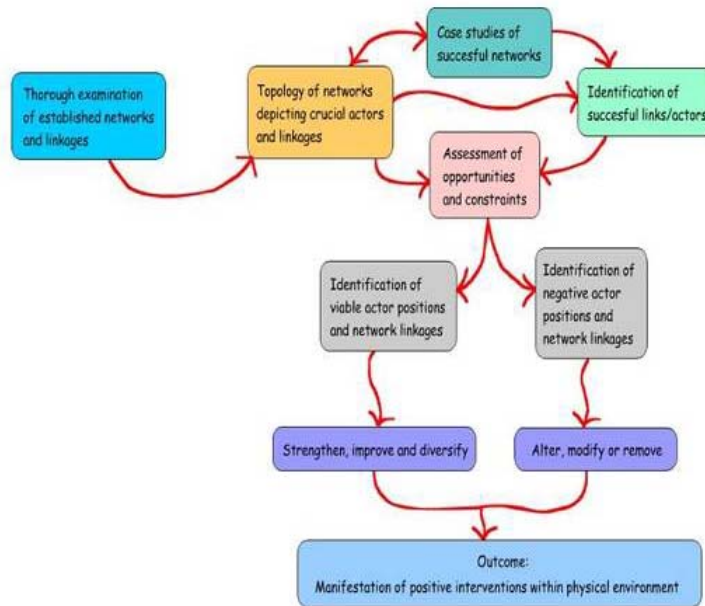 Case studies of
succesful networks
Thorough examination
of established networks
and linkages
Topology of networks
depicting crucial actors
and linkages
Identification of
succesful links/actors
Assessment of
opportunities
and constraints
Identification of
viable actor positions
and network linkages
Identification of
negative actor
positions and
network linkages
Strengthen, improve and diversify
Alter, modify or remove
Outcome:
Manifestation of positive interventions within physical environment